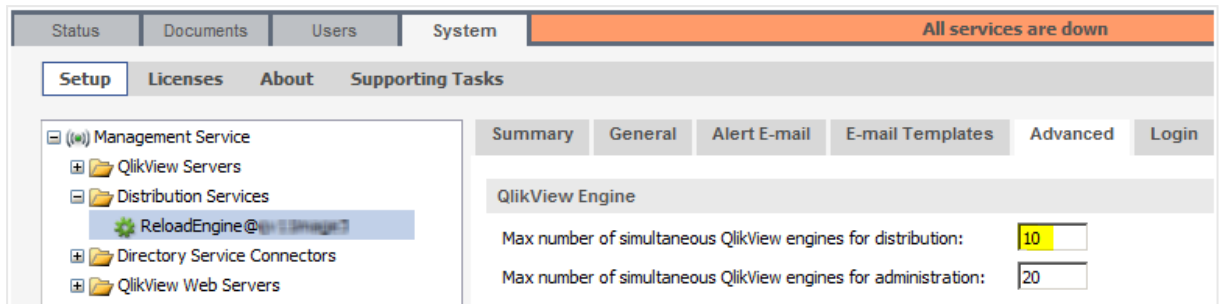 Status Documents Users System All services are down
Setup Licenses About Supporting Tasks
Management Service
QlikView Servers
Distribution Services
ReloadEngine@
Directory Service Connectors
QlikView Web Servers
Summary General Alert E-mail E-mail Templates Advanced Login
QlikView Engine
Max number of simultaneous QlikView engines for distribution: 10
Max number of simultaneous QlikView engines for administration: 20